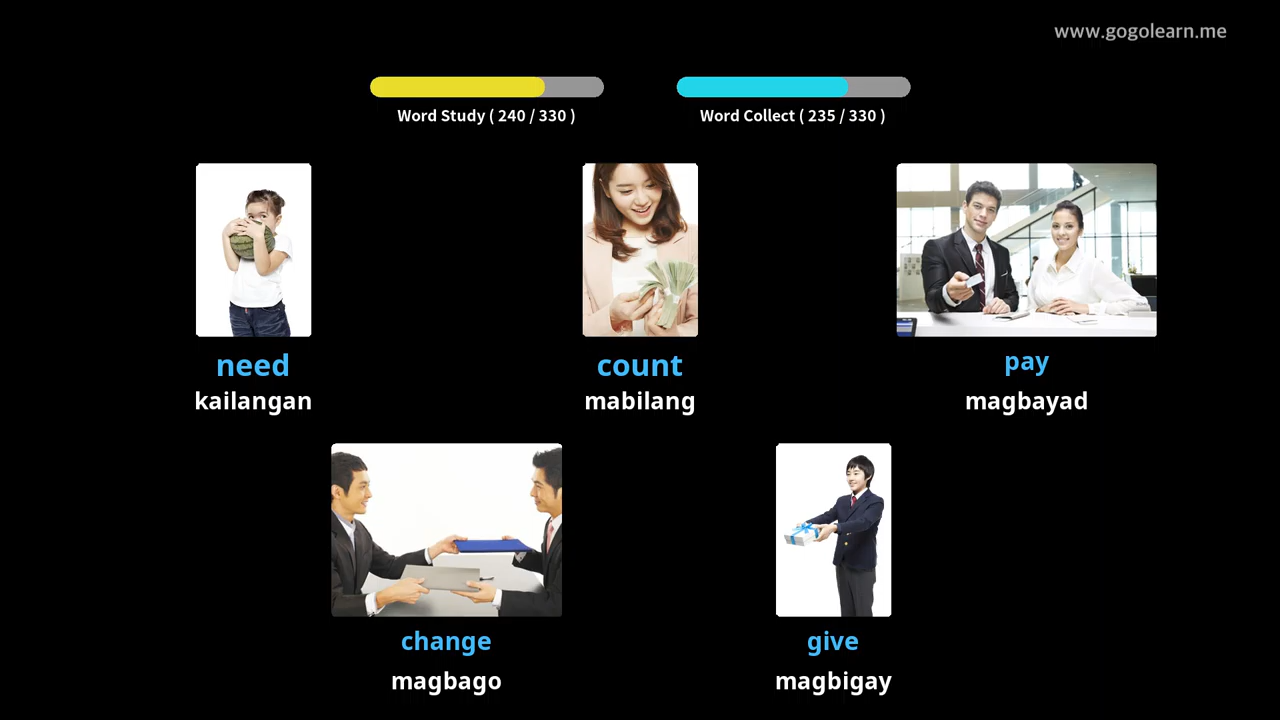 www.gogolearn.me
Word Study ( 240 / 330 )
Word Collect ( 235 / 330 )
need
kailangan
count
mabilang
pay
magbayad
change
magbago
give
magbigay